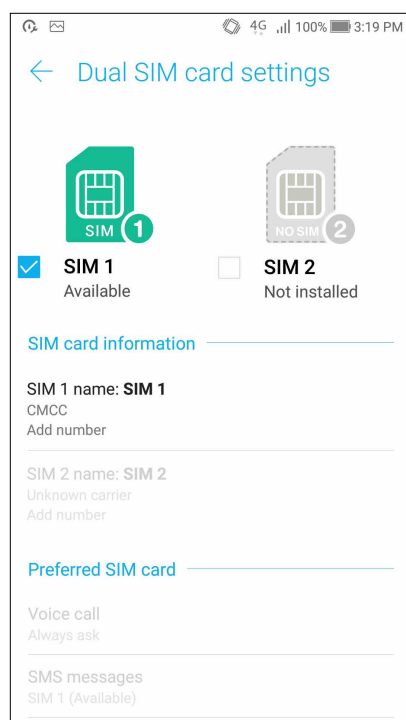 4G 100% 3:19 PM
Dual SIM card settings
SIM 1
NO SIM 2
SIM 1
Available
SIM 2
Not installed
SIM card information
SIM 1 name: SIM 1
CMCC
Add number
SIM 2 name: SIM 2
Unknown carrier
Add number
Preferred SIM card
Voice call
Always ask
SMS messages
SIM 1 (Available)